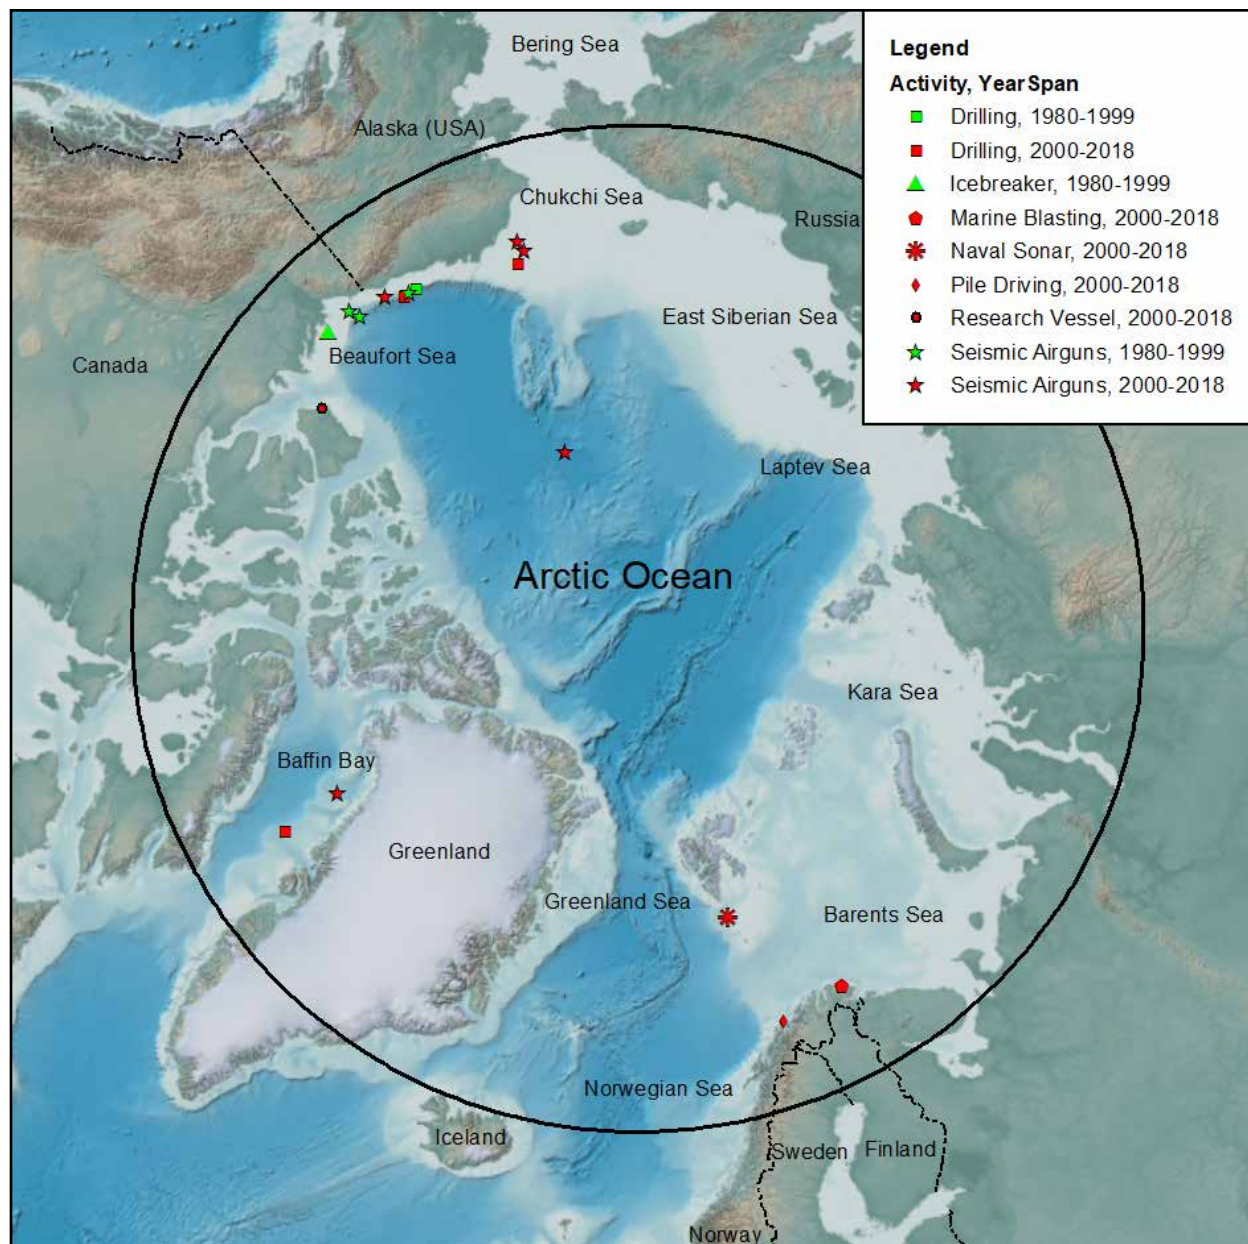 Bering Sea
Legend
Activity, YearSpan
Drilling, 1980-1999
Drilling, 2000-2018
Icebreaker, 1980-1999
Marine Blasting, 2000-2018
Naval Sonar, 2000-2018
Pile Driving, 2000-2018
Research Vessel, 2000-2018
Seismic Airguns, 1980-1999
Seismic Airguns, 2000-2018
Alaska (USA)
Chukchi Sea
Russia
East Siberian Sea
Beaufort Sea
Canada
Laptev Sea
Arctic Ocean
Kara Sea
Baffin Bay
Greenland
Greenland Sea
Barents Sea
Norwegian Sea
Iceland
Sweden
Finland
Norway